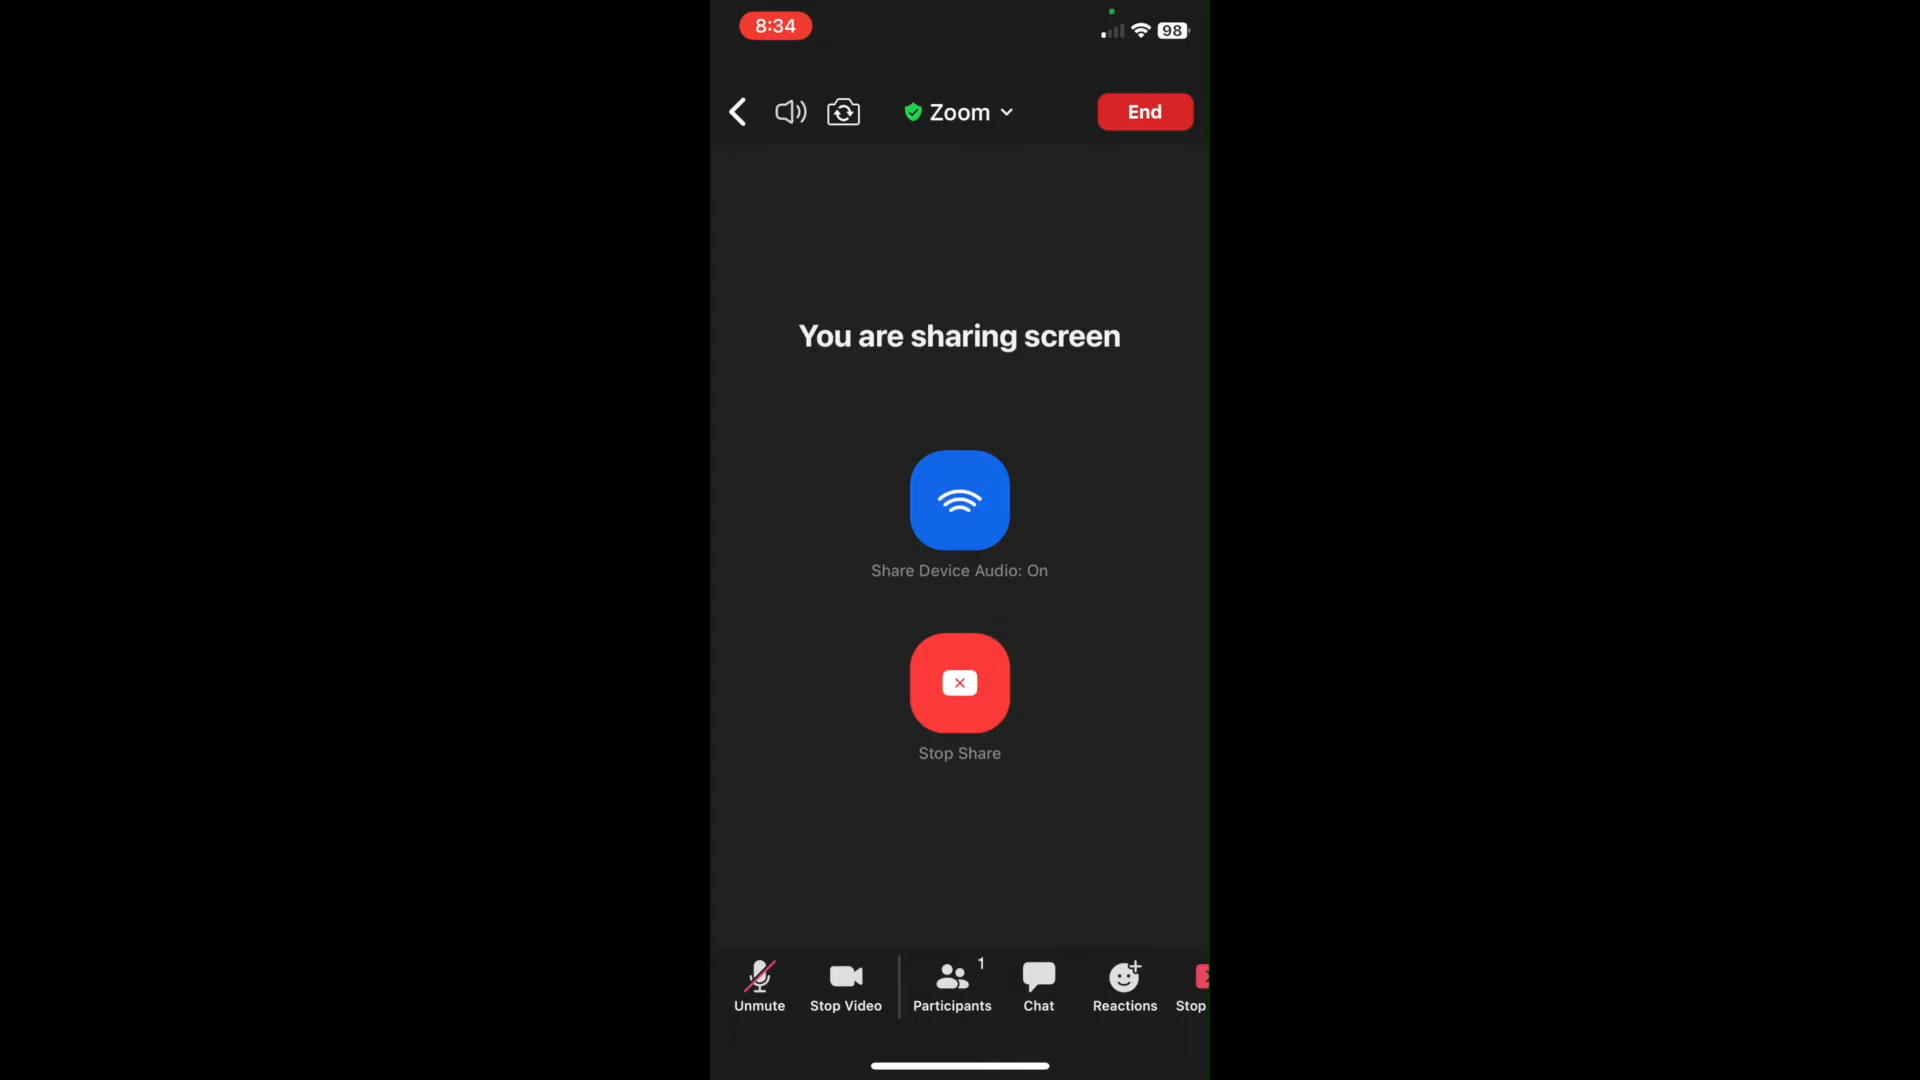 8:34
98
Zoom
End
You are sharing screen
Share Device Audio: On
Stop Share
1
Unmute
Stop Video
Participants
Chat
Reactions
Stop